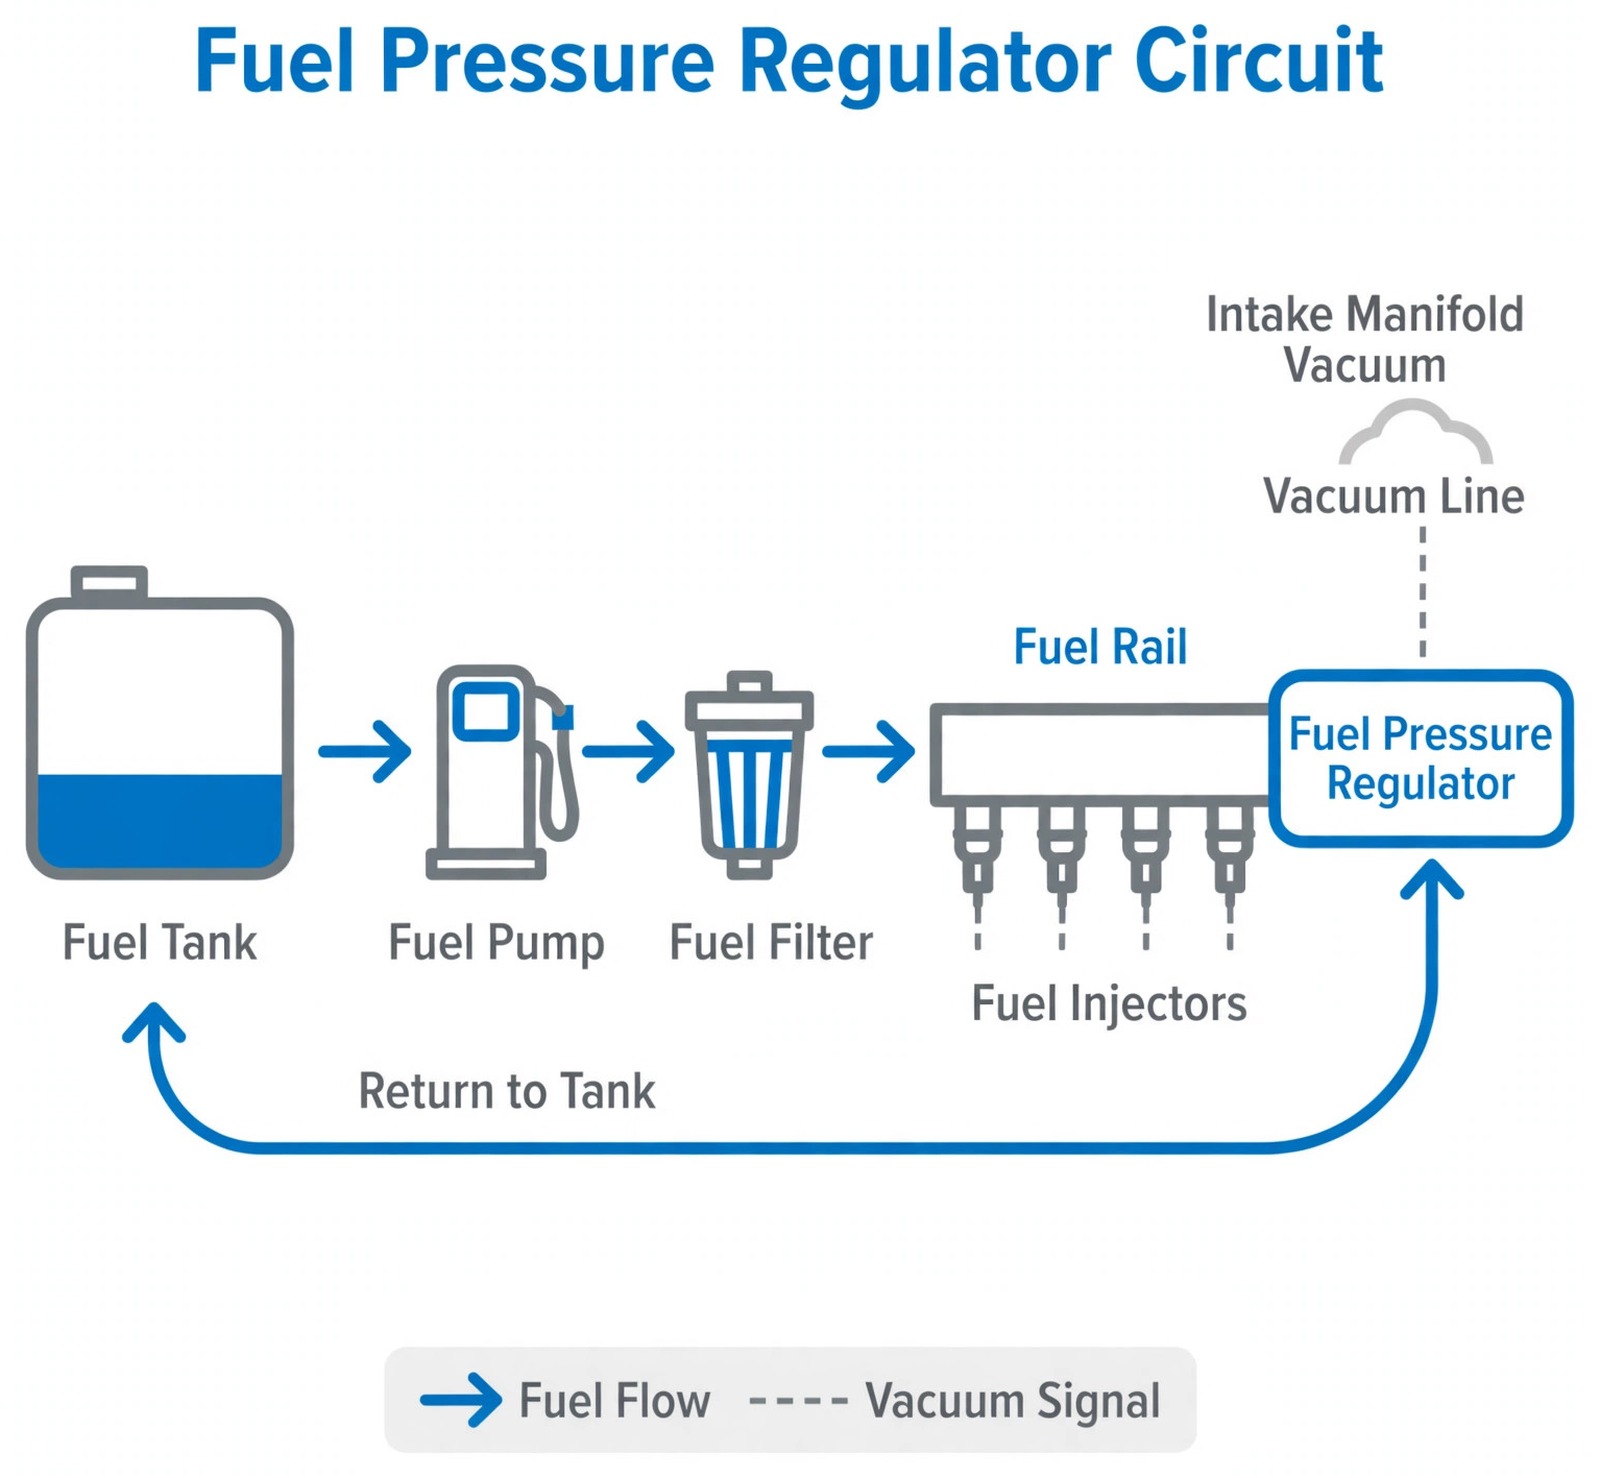 Fuel Pressure Regulator Circuit
Intake Manifold
Vacuum
Vacuum Line
Fuel Rail
Fuel Pressure
Regulator
Fuel Tank
Fuel Pump
Fuel Filter
Fuel Injectors
Return to Tank
Fuel Flow
Vacuum Signal